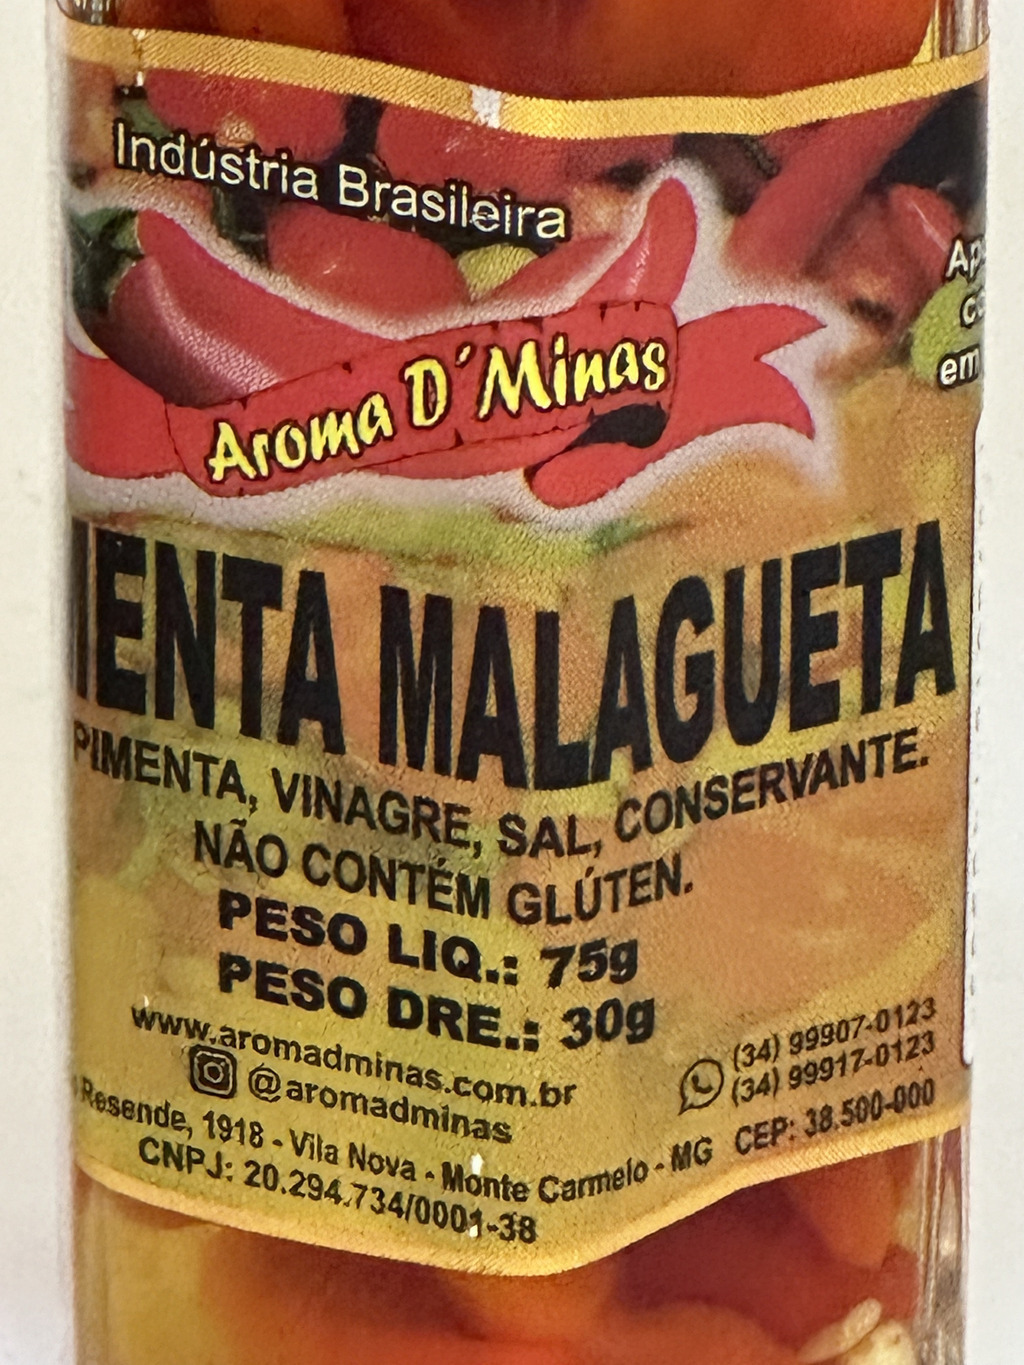 Indústria Brasileira
Aroma D´Minas
em
MENTA MALAGUETA
PIMENTA, VINAGRE, SAL, CONSERVANTE.
NÃO CONTÉM GLÚTEN.
PESO LIQ.: 75g
PESO DRE.: 30g
www.aromadminas.com.br
@aromadminas
(34) 99907-0123
(34) 99917-0123
Resende, 1918 - Vila Nova - Monte Carmelo - MG CEP: 38.500-000
CNPJ: 20.294.734/0001-38